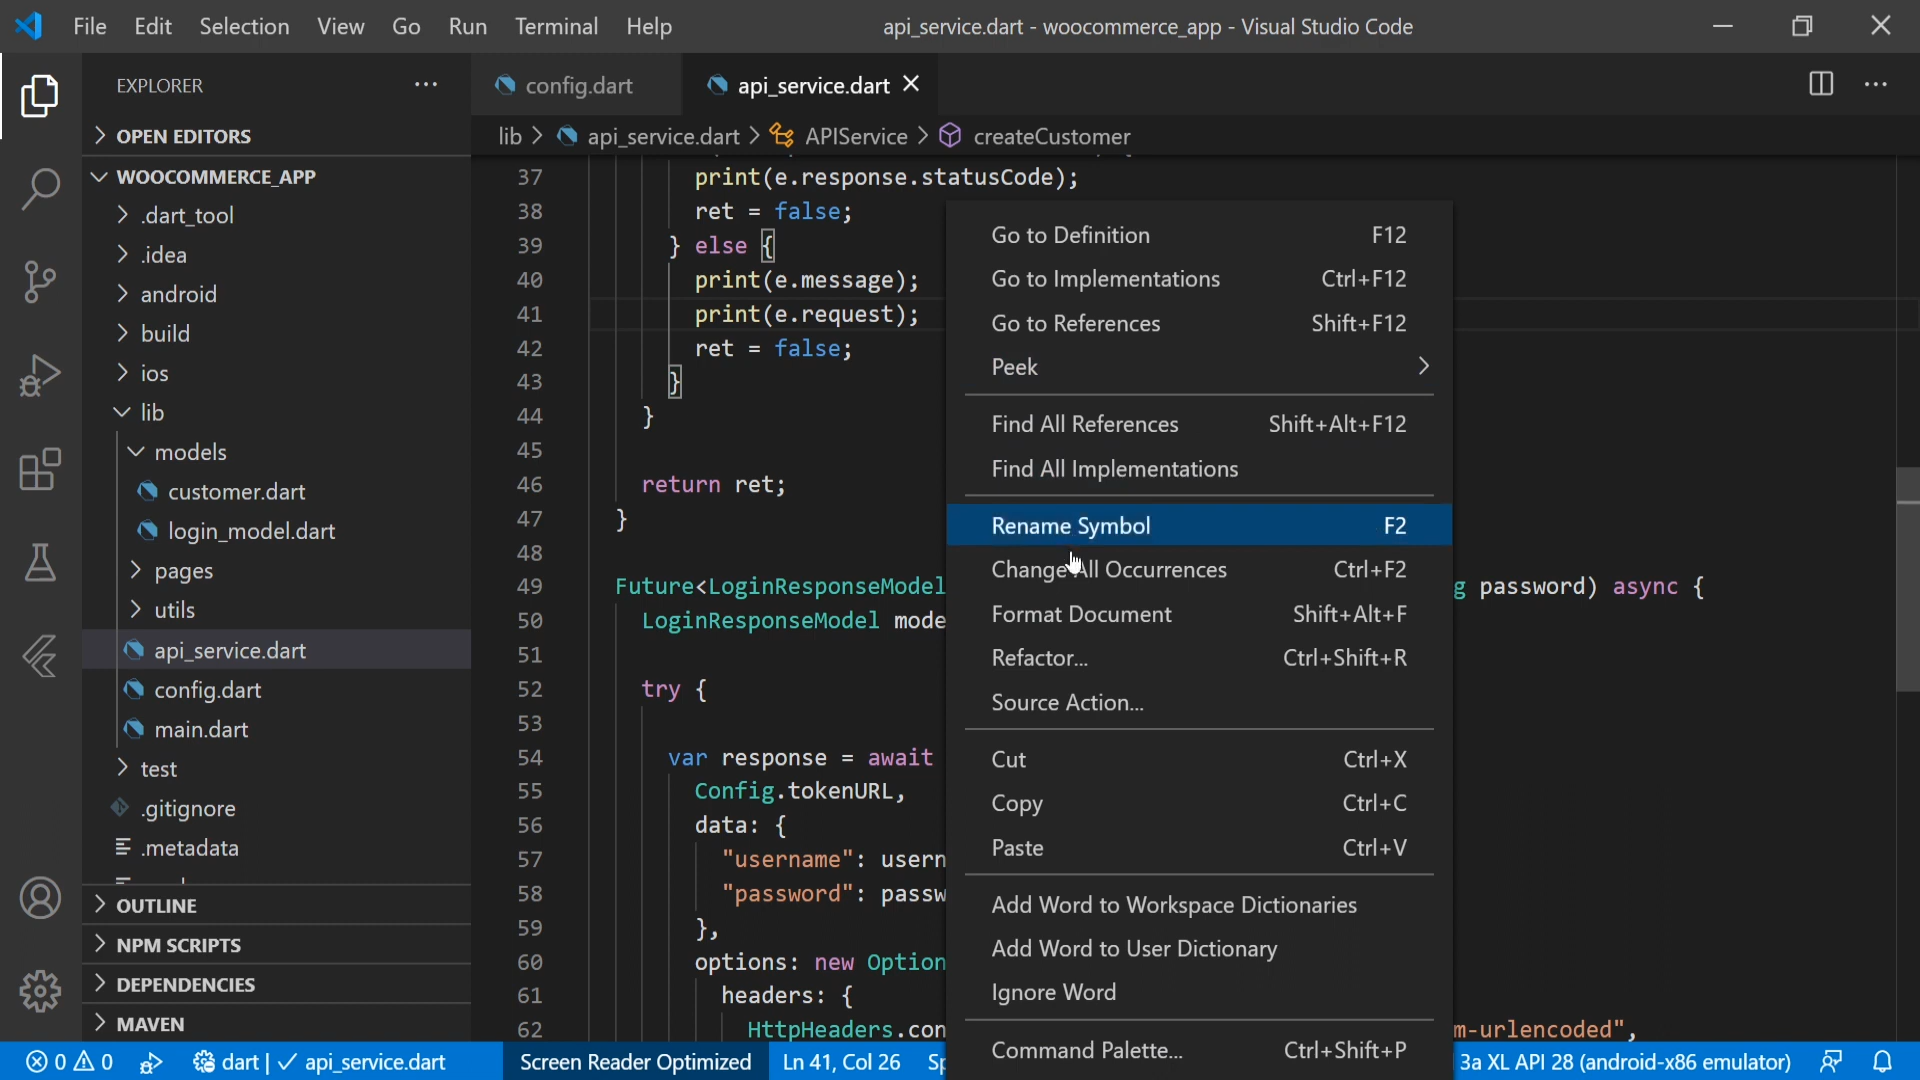 File Edit Selection View Go Run Terminal Help
api_service.dart - woocommerce_app - Visual Studio Code
EXPLORER
OPEN EDITORS
WOOCOMMERCE_APP
.dart_tool
.idea
android
build
ios
lib
models
customer.dart
login_model.dart
pages
utils
api_service.dart
config.dart
main.dart
test
.gitignore
.metadata
OUTLINE
NPM SCRIPTS
DEPENDENCIES
MAVEN
config.dart
api_service.dart
lib > api_service.dart > APIService > createCustomer
37 print(e.response.statusCode);
38 ret = false;
39 } else {
40 print(e.message);
41 print(e.request);
42 ret = false;
43 }
44 }
45
46 return ret;
47 }
48
49 Future<LoginResponseModel g password) async {
50 LoginResponseModel mode
51
52 try {
53
54 var response = await
55 Config.tokenURL,
56 data: {
57 "username": usern
58 "password": passw
59 },
60 options: new Option
61 headers: {
62 HttpHeaders.con m-urlencoded",
Go to Definition F12
Go to Implementations Ctrl+F12
Go to References Shift+F12
Peek
Find All References Shift+Alt+F12
Find All Implementations
Rename Symbol F2
Change All Occurrences Ctrl+F2
Format Document Shift+Alt+F
Refactor... Ctrl+Shift+R
Source Action...
Cut Ctrl+X
Copy Ctrl+C
Paste Ctrl+V
Add Word to Workspace Dictionaries
Add Word to User Dictionary
Ignore Word
Command Palette... Ctrl+Shift+P
0 0 dart | ✓ api_service.dart Screen Reader Optimized Ln 41, Col 26 Sp 3a XL API 28 (android-x86 emulator)